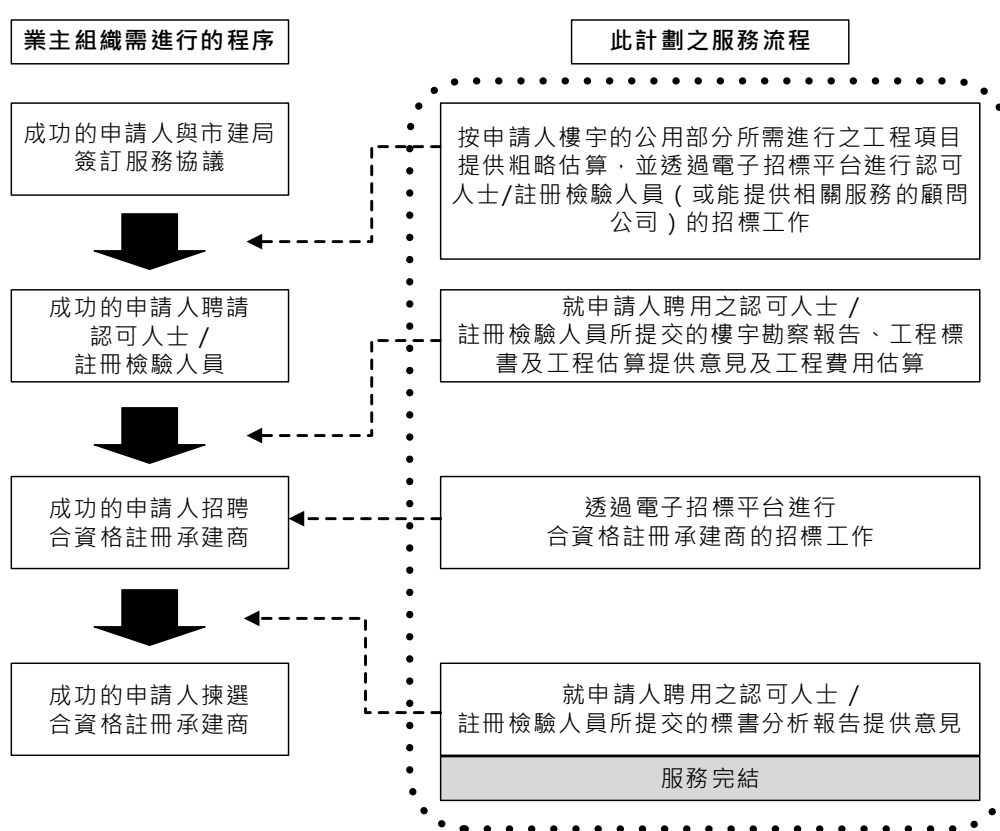 業主組織需進行的程序
此計劃之服務流程
成功的申請人與市建局
簽訂服務協議
按申請人樓宇的公用部分所需進行之工程項目
提供粗略估算，並透過電子招標平台進行認可
人士/註冊檢驗人員（或能提供相關服務的顧問
公司）的招標工作
成功的申請人聘請
認可人士 /
註冊檢驗人員
就申請人聘用之認可人士 /
註冊檢驗人員所提交的樓宇勘察報告、工程標
書及工程估算提供意見及工程費用估算
成功的申請人招聘
合資格註冊承建商
透過電子招標平台進行
合資格註冊承建商的招標工作
成功的申請人揀選
合資格註冊承建商
就申請人聘用之認可人士 /
註冊檢驗人員所提交的標書分析報告提供意見
服務完結